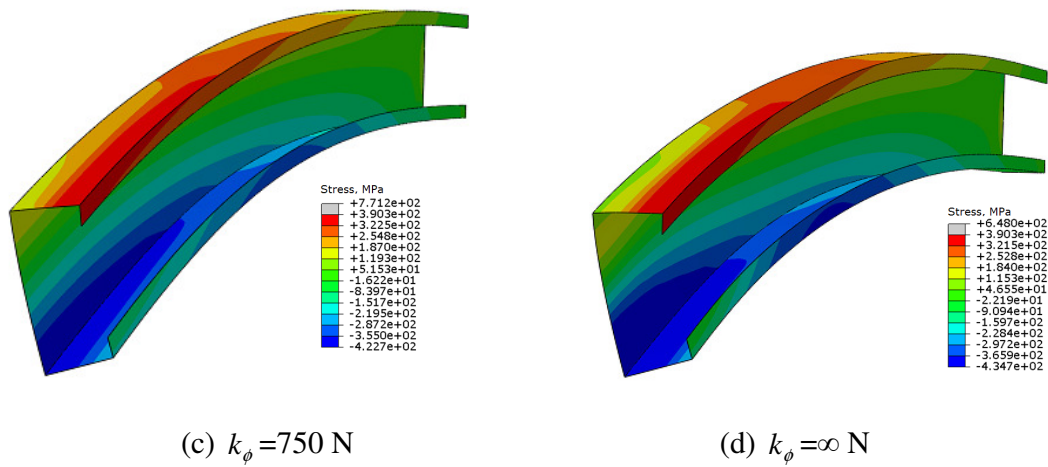 Stress, MPa
+7.712e+02
+3.903e+02
+3.225e+02
+2.548e+02
+1.870e+02
+1.193e+02
+5.153e+01
-1.622e+01
-8.397e+01
-1.517e+02
-2.195e+02
-2.872e+02
-3.550e+02
-4.227e+02
Stress, MPa
+6.480e+02
+3.903e+02
+3.215e+02
+2.528e+02
+1.840e+02
+1.153e+02
+4.655e+01
-2.219e+01
-9.094e+01
-1.597e+02
-2.284e+02
-2.972e+02
-3.659e+02
-4.347e+02
(c) kϕ=750 N
(d) kϕ=∞ N